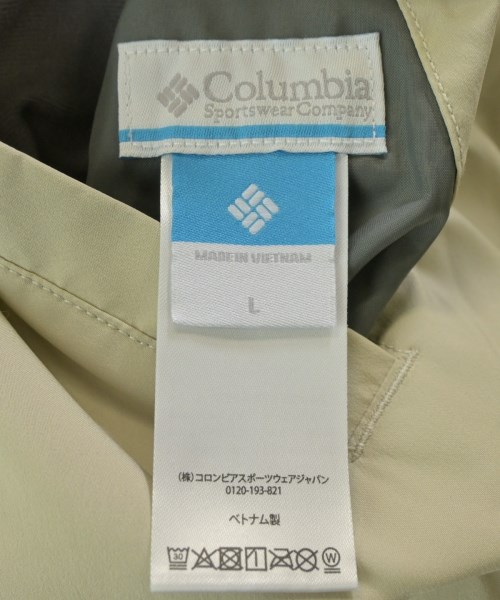 Columbia
Sportswear Company
MADE IN VIETNAM
L
(株)コロンビアスポーツウェアジャパン
0120-193-821
ベトナム製
30
W